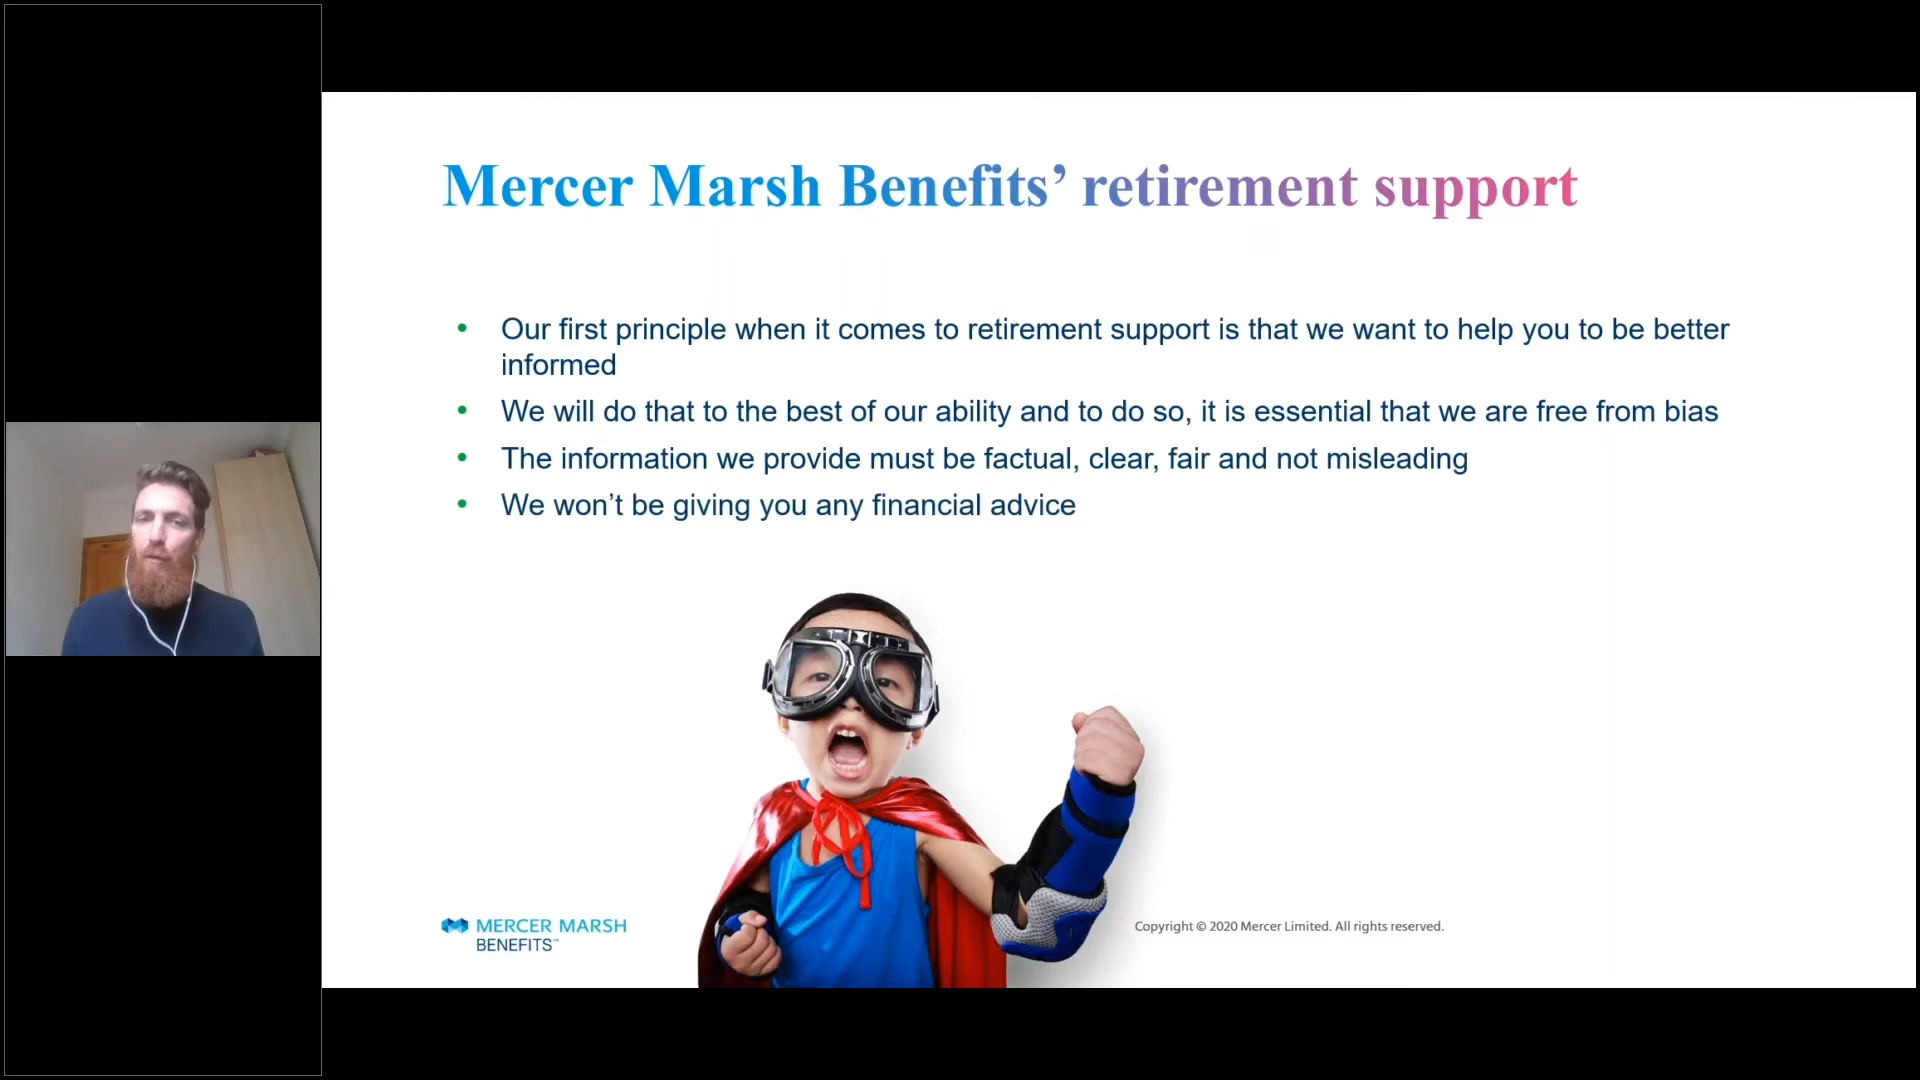 Mercer Marsh Benefits’ retirement support
• Our first principle when it comes to retirement support is that we want to help you to be better
informed
• We will do that to the best of our ability and to do so, it is essential that we are free from bias
• The information we provide must be factual, clear, fair and not misleading
• We won’t be giving you any financial advice
MERCER MARSH
BENEFITS™
Copyright © 2020 Mercer Limited. All rights reserved.